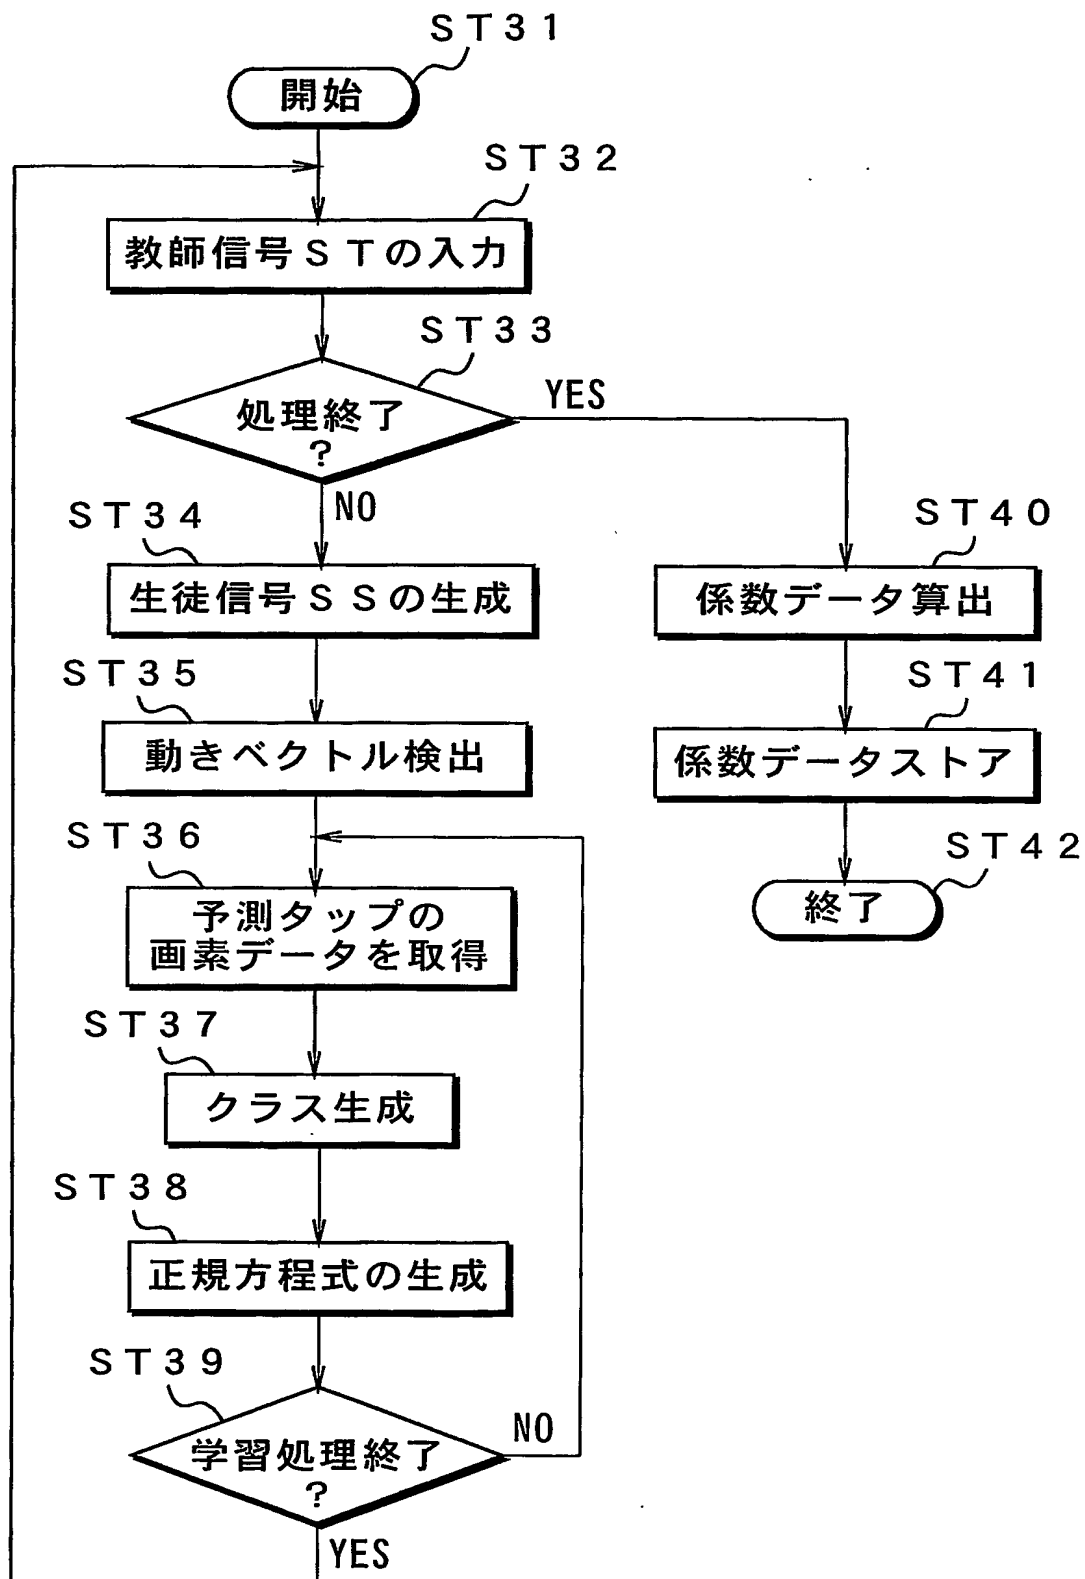 ST31
開始
ST32
教師信号STの入力
ST33
処理終了
?
YES
NO
ST34
生徒信号SSの生成
ST35
動きベクトル検出
ST36
予測タップの
画素データを取得
ST37
クラス生成
ST38
正規方程式の生成
ST39
学習処理終了
?
NO
YES
ST40
係数データ算出
ST41
係数データストア
ST42
終了